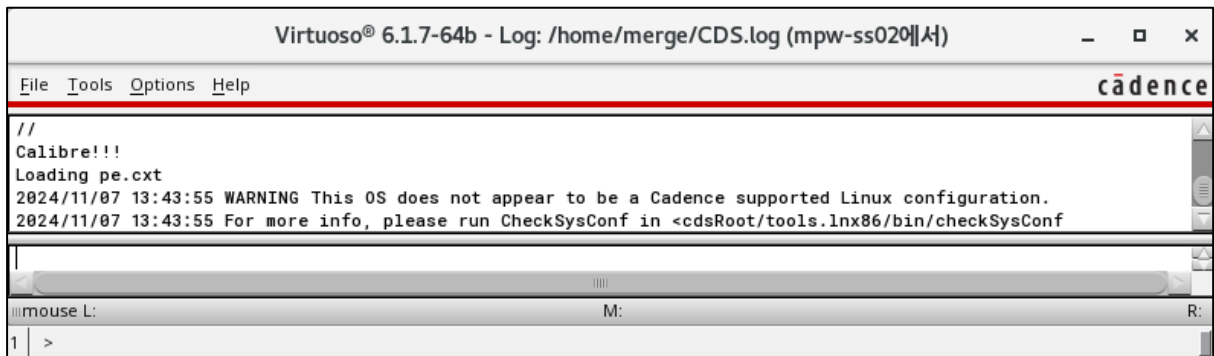 Virtuoso® 6.1.7-64b - Log: /home/merge/CDS.log (mpw-ss02에서)
File Tools Options Help
cādence
//
Calibre!!!
Loading pe.cxt
2024/11/07 13:43:55 WARNING This OS does not appear to be a Cadence supported Linux configuration.
2024/11/07 13:43:55 For more info, please run CheckSysConf in <cdsRoot/tools.lnx86/bin/checkSysConf
mouse L: M: R:
1 >